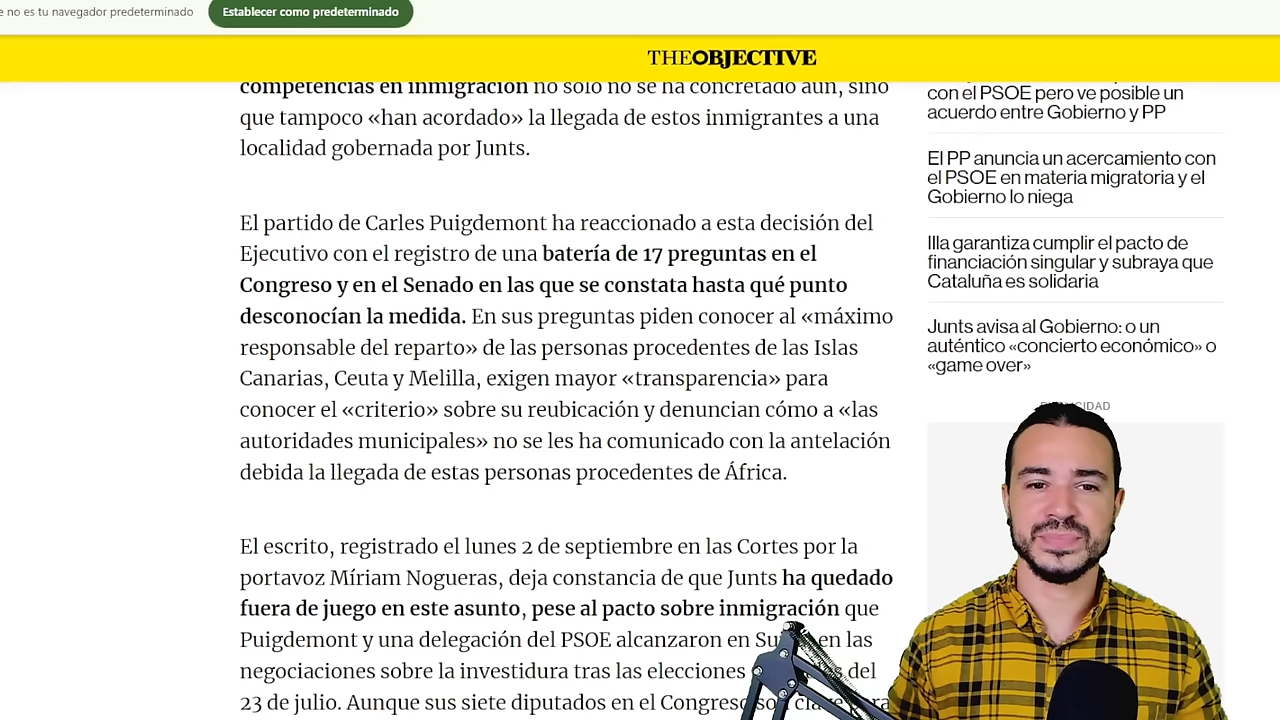 no es tu navegador predeterminado
Establecer como predeterminado
THEOBJECTIVE
competencias en inmigración no solo no se ha concretado aún, sino
que tampoco «han acordado» la llegada de estos inmigrantes a una
localidad gobernada por Junts.
El partido de Carles Puigdemont ha reaccionado a esta decisión del
Ejecutivo con el registro de una batería de 17 preguntas en el
Congreso y en el Senado en las que se constata hasta qué punto
desconocían la medida. En sus preguntas piden conocer al «máximo
responsable del reparto» de las personas procedentes de las Islas
Canarias, Ceuta y Melilla, exigen mayor «transparencia» para
conocer el «criterio» sobre su reubicación y denuncian cómo a «las
autoridades municipales» no se les ha comunicado con la antelación
debida la llegada de estas personas procedentes de África.
El escrito, registrado el lunes 2 de septiembre en las Cortes por la
portavoz Míriam Nogueras, deja constancia de que Junts ha quedado
fuera de juego en este asunto, pese al pacto sobre inmigración que
Puigdemont y una delegación del PSOE alcanzaron en en las
negociaciones sobre la investidura tras las elecciones del
23 de julio. Aunque sus siete diputados en el Congreso
con el PSOE pero ve posible un
acuerdo entre Gobierno y PP
El PP anuncia un acercamiento con
el PSOE en materia migratoria y el
Gobierno lo niega
Illa garantiza cumplir el pacto de
financiación singular y subraya que
Cataluña es solidaria
Junts avisa al Gobierno: o un
auténtico «concierto económico» o
«game over»